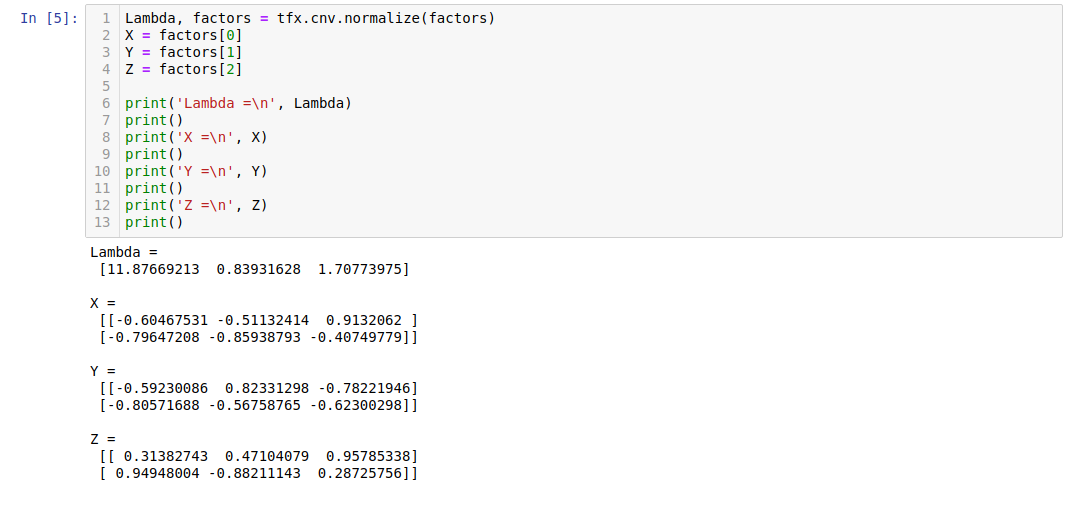 In [5]:
1 Lambda, factors = tfx.cnv.normalize(factors)
2 X = factors[0]
3 Y = factors[1]
4 Z = factors[2]
5
6 print('Lambda =\n', Lambda)
7 print()
8 print('X =\n', X)
9 print()
10 print('Y =\n', Y)
11 print()
12 print('Z =\n', Z)
13 print()
Lambda =
[11.87669213  0.83931628  1.70773975]
X =
[[-0.60467531 -0.51132414  0.9132062 ]
[-0.79647208 -0.85938793 -0.40749779]]
Y =
[[-0.59230086  0.82331298 -0.78221946]
[-0.80571688 -0.56758765 -0.62300298]]
Z =
[[ 0.31382743  0.47104079  0.95785338]
[ 0.94948004 -0.88211143  0.28725756]]